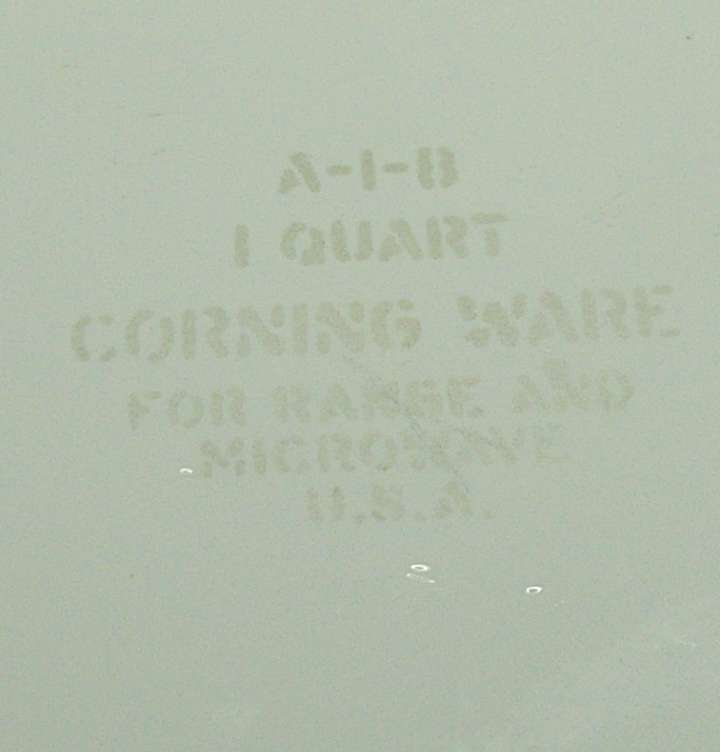 A-1-B
1 QUART
CORNING WARE
FOR RANGE AND
MICROWAVE
U.S.A.